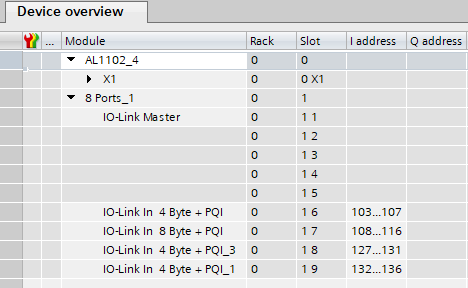 Device overview
... Module Rack Slot I address Q address
AL1102_4 0 0
X1 0 0 X1
8 Ports_1 0 1
IO-Link Master 0 1 1
0 1 2
0 1 3
0 1 4
0 1 5
IO-Link In 4 Byte + PQI 0 1 6 103...107
IO-Link In 8 Byte + PQI 0 1 7 108...116
IO-Link In 4 Byte + PQI_3 0 1 8 127...131
IO-Link In 4 Byte + PQI_1 0 1 9 132...136